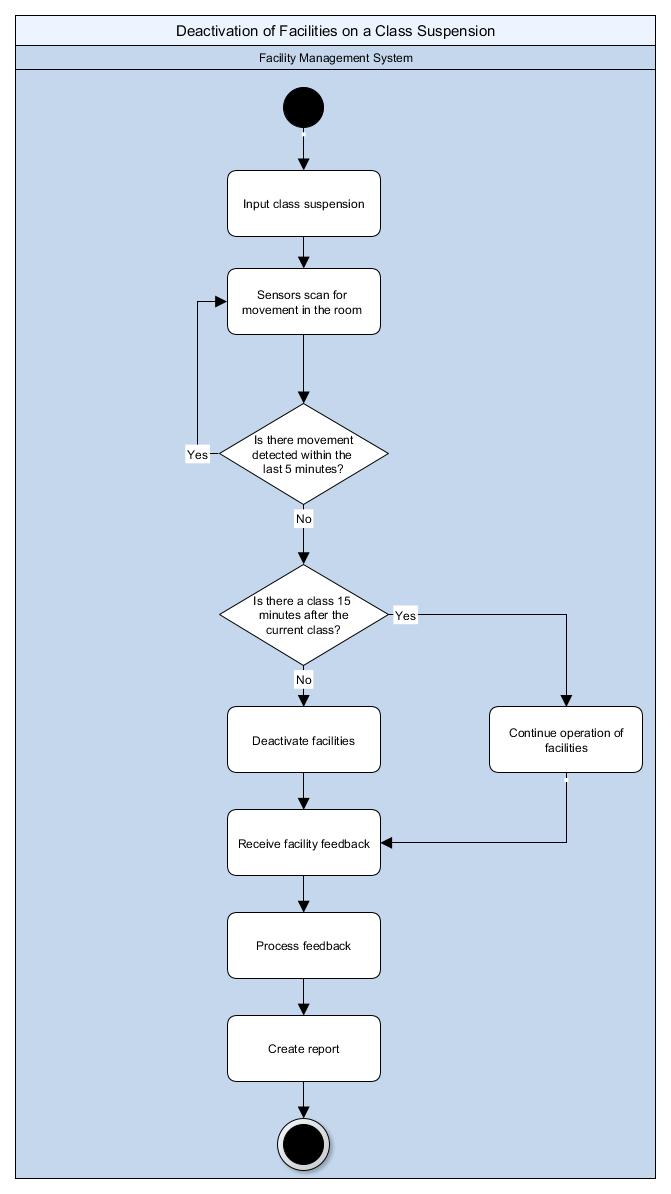 Deactivation of Facilities on a Class Suspension
Facility Management System
Input class suspension
Sensors scan for
movement in the room
Is there movement
detected within the
last 5 minutes?
Yes
No
Is there a class 15
minutes after the
current class?
Yes
No
Deactivate facilities
Continue operation of
facilities
Receive facility feedback
Process feedback
Create report